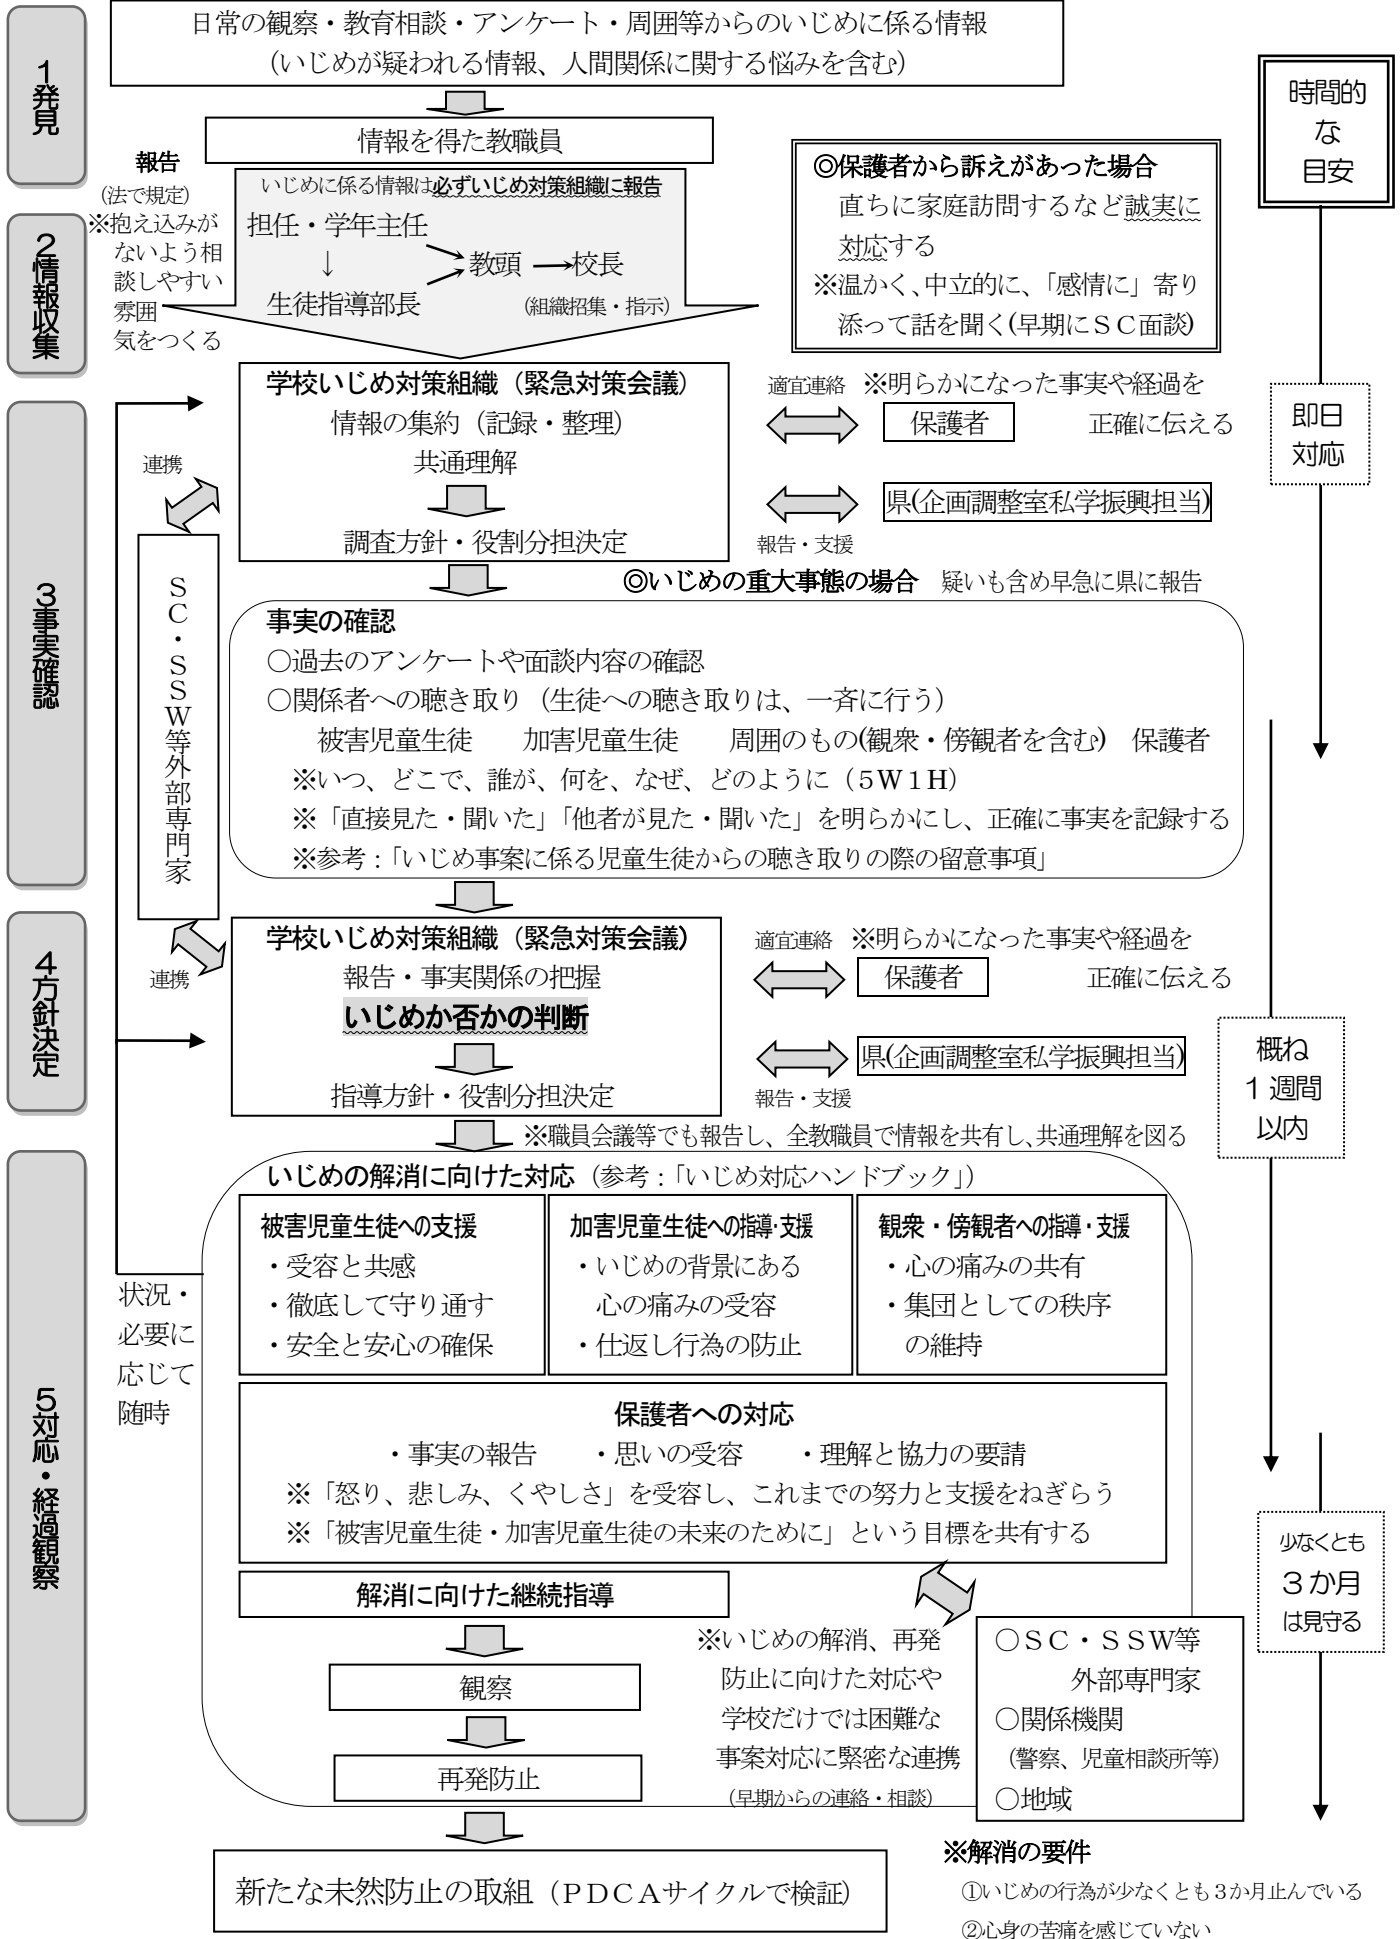 1発見
日常の観察・教育相談・アンケート・周囲等からのいじめに係る情報
（いじめが疑われる情報、人間関係に関する悩みを含む）
情報を得た教職員
時間的
な
目安
報告
（法で規定）
※抱え込みが
ないよう相
談しやすい
雰囲
気をつくる
2情報収集
いじめに係る情報は必ずいじめ対策組織に報告
担任・学年主任
↓
教頭
校長
生徒指導部長
（組織招集・指示）
◎保護者から訴えがあった場合
直ちに家庭訪問するなど誠実に
対応する
※温かく、中立的に、「感情に」寄り
添って話を聞く(早期にＳＣ面談)
3事実確認
学校いじめ対策組織（緊急対策会議）
情報の集約（記録・整理）
共通理解
調査方針・役割分担決定
適宜連絡
※明らかになった事実や経過を
保護者
正確に伝える
県(企画調整室私学振興担当)
報告・支援
即日
対応
連携
ＳＣ・ＳＳＷ等外部専門家
◎いじめの重大事態の場合　疑いも含め早急に県に報告
事実の確認
○過去のアンケートや面談内容の確認
○関係者への聴き取り（生徒への聴き取りは、一斉に行う）
被害児童生徒　加害児童生徒　周囲のもの(観衆・傍観者を含む)　保護者
※いつ、どこで、誰が、何を、なぜ、どのように（５Ｗ１Ｈ）
※「直接見た・聞いた」「他者が見た・聞いた」を明らかにし、正確に事実を記録する
※参考：「いじめ事案に係る児童生徒からの聴き取りの際の留意事項」
4方針決定
連携
学校いじめ対策組織（緊急対策会議）
報告・事実関係の把握
いじめか否かの判断
指導方針・役割分担決定
適宜連絡
※明らかになった事実や経過を
保護者
正確に伝える
県(企画調整室私学振興担当)
報告・支援
概ね
１週間
以内
※職員会議等でも報告し、全教職員で情報を共有し、共通理解を図る
5対応・経過観察
状況・
必要に
応じて
随時
いじめの解消に向けた対応（参考：「いじめ対応ハンドブック」）
被害児童生徒への支援
・受容と共感
・徹底して守り通す
・安全と安心の確保
加害児童生徒への指導・支援
・いじめの背景にある
心の痛みの受容
・仕返し行為の防止
観衆・傍観者への指導・支援
・心の痛みの共有
・集団としての秩序
の維持
保護者への対応
・事実の報告　・思いの受容　・理解と協力の要請
※「怒り、悲しみ、くやしさ」を受容し、これまでの努力と支援をねぎらう
※「被害児童生徒・加害児童生徒の未来のために」という目標を共有する
少なくとも
３か月
は見守る
解消に向けた継続指導
観察
再発防止
※いじめの解消、再発
防止に向けた対応や
学校だけでは困難な
事案対応に緊密な連携
（早期からの連絡・相談）
○ＳＣ・ＳＳＷ等
外部専門家
○関係機関
（警察、児童相談所等）
○地域
新たな未然防止の取組（ＰＤＣＡサイクルで検証）
※解消の要件
①いじめの行為が少なくとも３か月止んでいる
②心身の苦痛を感じていない